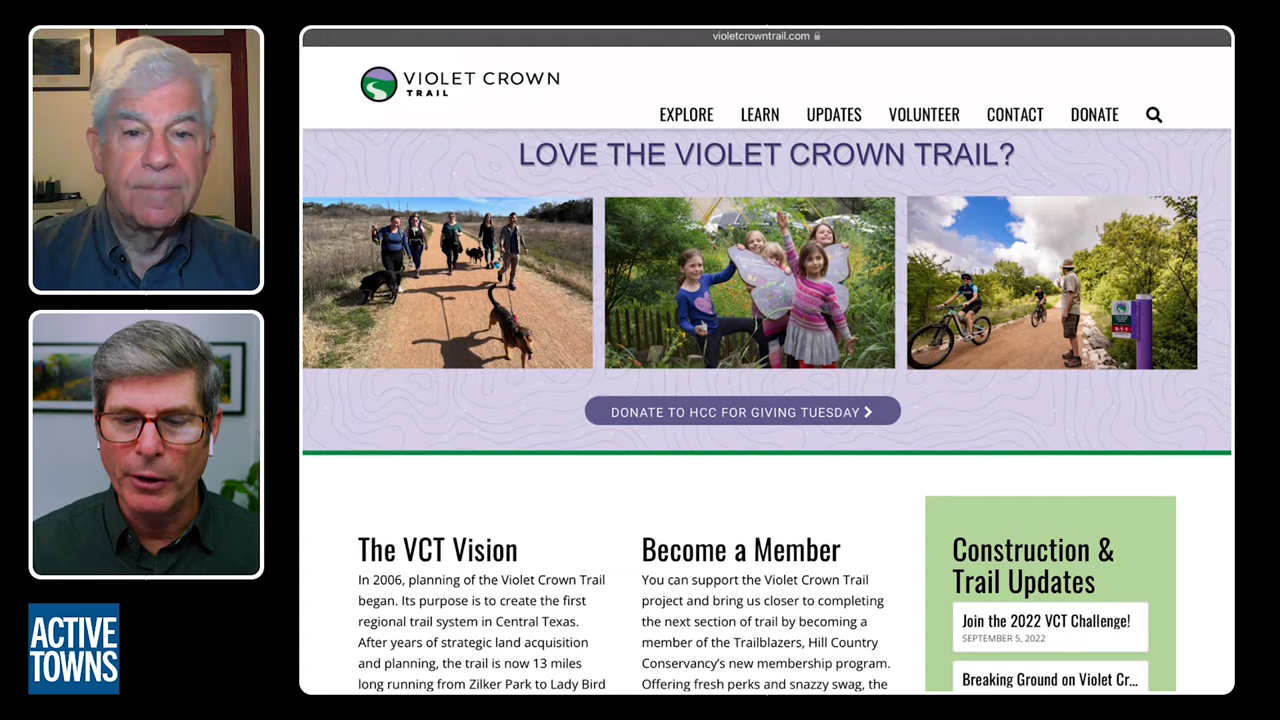 violetcrowntrail.com
VIOLET CROWN
TRAIL
EXPLORE LEARN UPDATES VOLUNTEER CONTACT DONATE
LOVE THE VIOLET CROWN TRAIL?
DONATE TO HCC FOR GIVING TUESDAY
The VCT Vision
In 2006, planning of the Violet Crown Trail
began. Its purpose is to create the first
regional trail system in Central Texas.
After years of strategic land acquisition
and planning, the trail is now 13 miles
long running from Zilker Park to Lady Bird
Become a Member
You can support the Violet Crown Trail
project and bring us closer to completing
the next section of trail by becoming a
member of the Trailblazers, Hill Country
Conservancy’s new membership program.
Offering fresh perks and snazzy swag, the
Construction &
Trail Updates
Join the 2022 VCT Challenge!
SEPTEMBER 5, 2022
Breaking Ground on Violet Cr...
ACTIVE
TOWNS